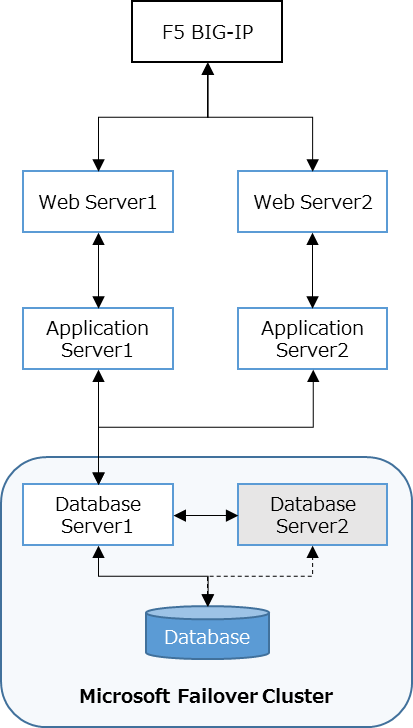 F5 BIG-IP
Web Server1
Web Server2
Application
Server1
Application
Server2
Database
Server1
Database
Server2
Database
Microsoft Failover Cluster